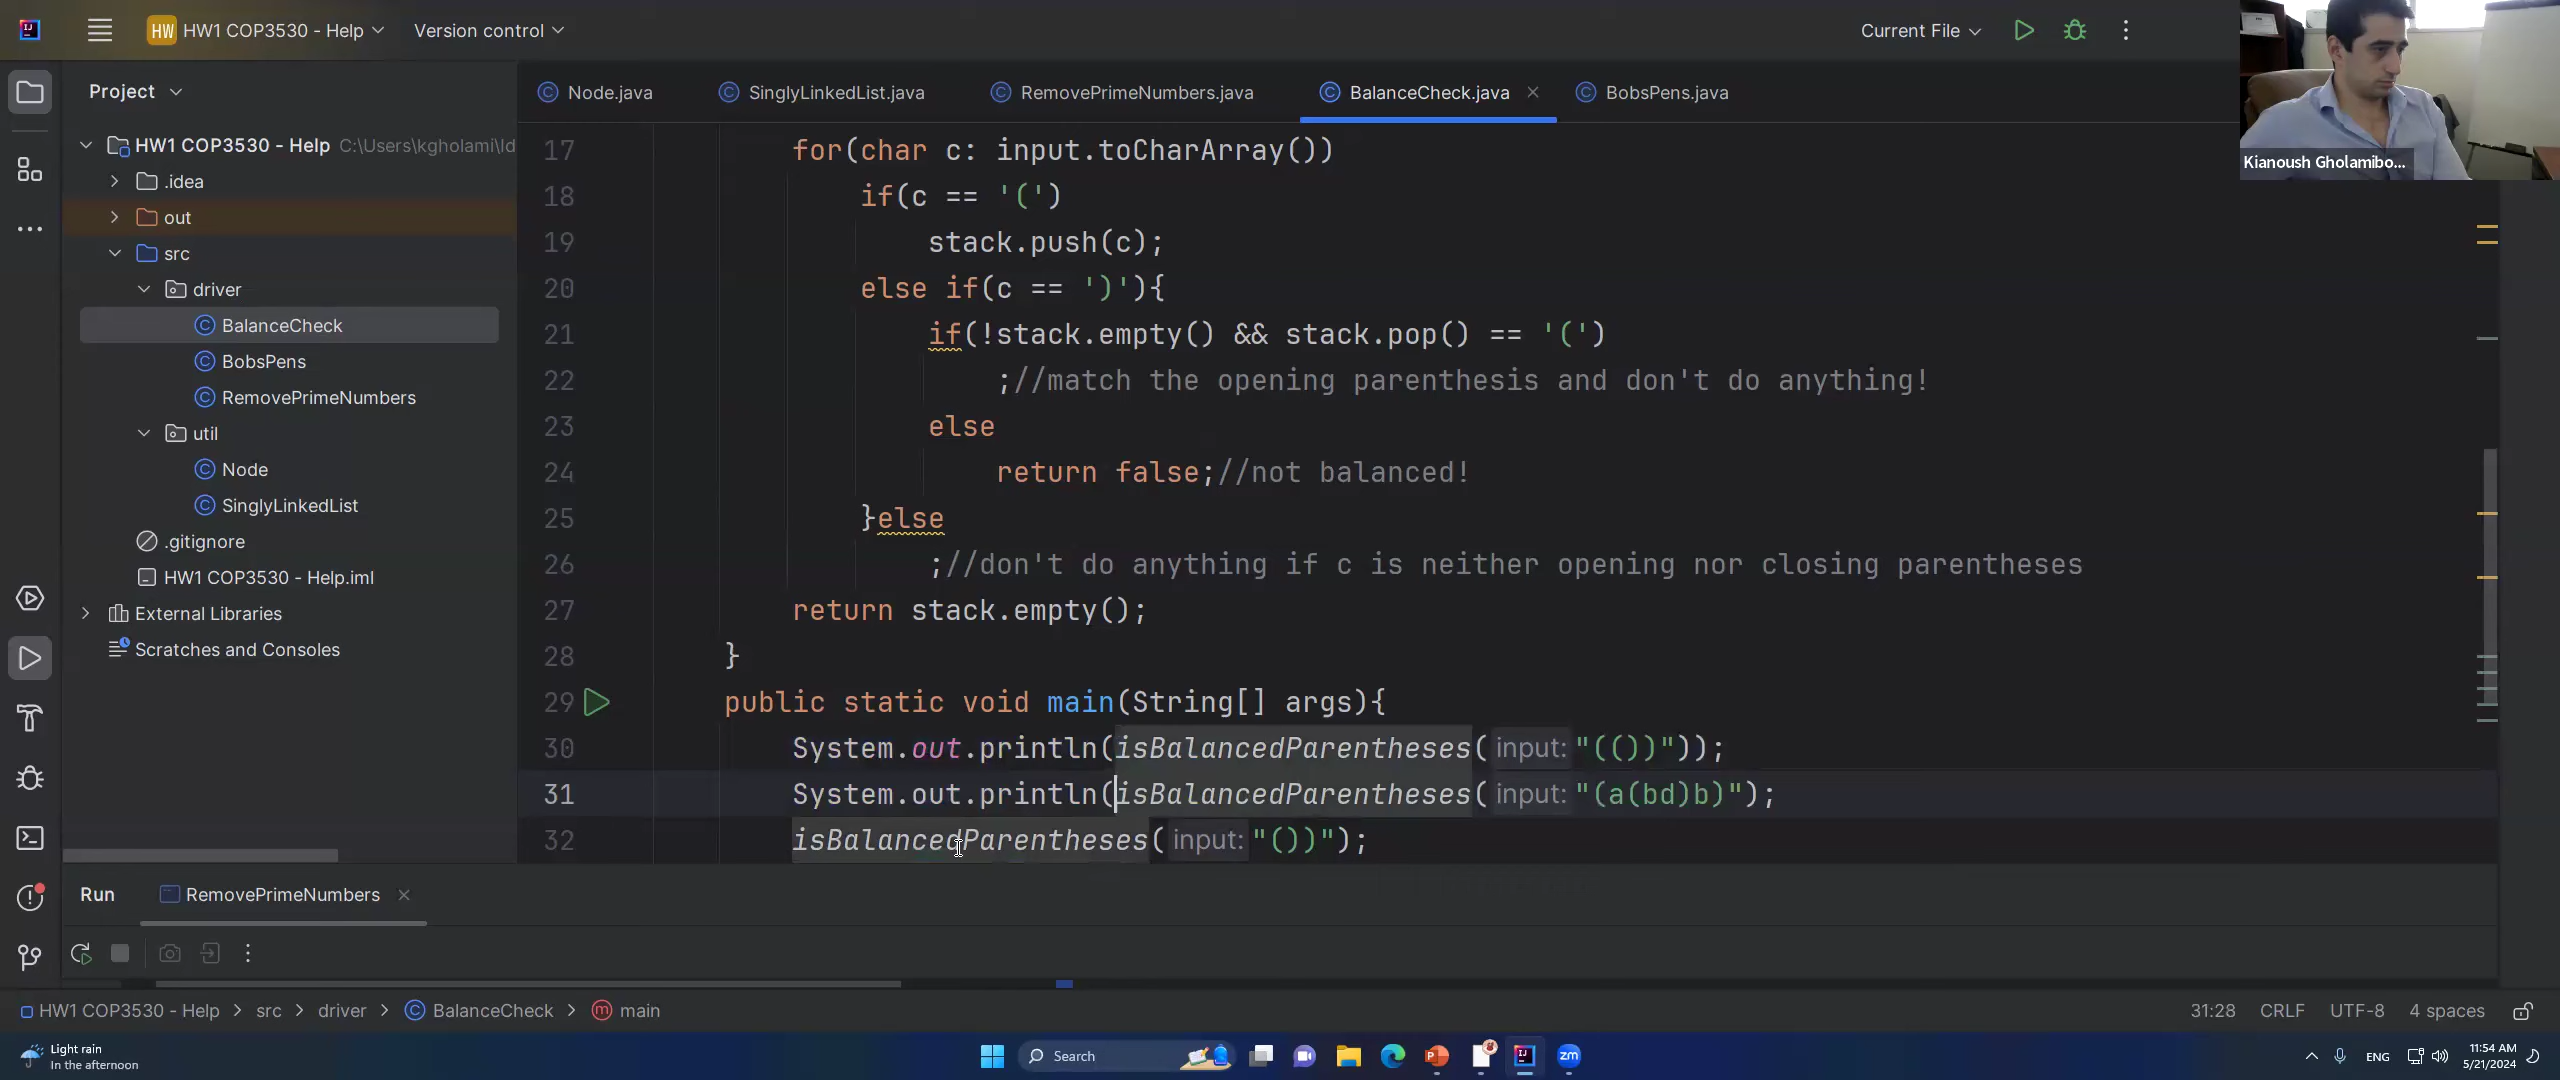 HW HW1 COP3530 - Help Version control Current File
Project
Node.java SinglyLinkedList.java RemovePrimeNumbers.java BalanceCheck.java BobsPens.java
HW1 COP3530 - Help C:\Users\kgholami\Id
.idea
out
src
driver
BalanceCheck
BobsPens
RemovePrimeNumbers
util
Node
SinglyLinkedList
.gitignore
HW1 COP3530 - Help.iml
External Libraries
Scratches and Consoles
17 for(char c: input.toCharArray())
18 if(c == '(')
19 stack.push(c);
20 else if(c == ')'){
21 if(!stack.empty() && stack.pop() == '(')
22 ;//match the opening parenthesis and don't do anything!
23 else
24 return false;//not balanced!
25 }else
26 ;//don't do anything if c is neither opening nor closing parentheses
27 return stack.empty();
28 }
29 public static void main(String[] args){
30 System.out.println(isBalancedParentheses( input: "(())"));
31 System.out.println(isBalancedParentheses( input: "(a(bd)b)");
32 isBalancedParentheses( input: "())");
Kianoush Gholamibo...
Run RemovePrimeNumbers
HW1 COP3530 - Help > src > driver > BalanceCheck > main
31:28 CRLF UTF-8 4 spaces
Light rain
In the afternoon
Search
zm
ENG
11:54 AM
5/21/2024